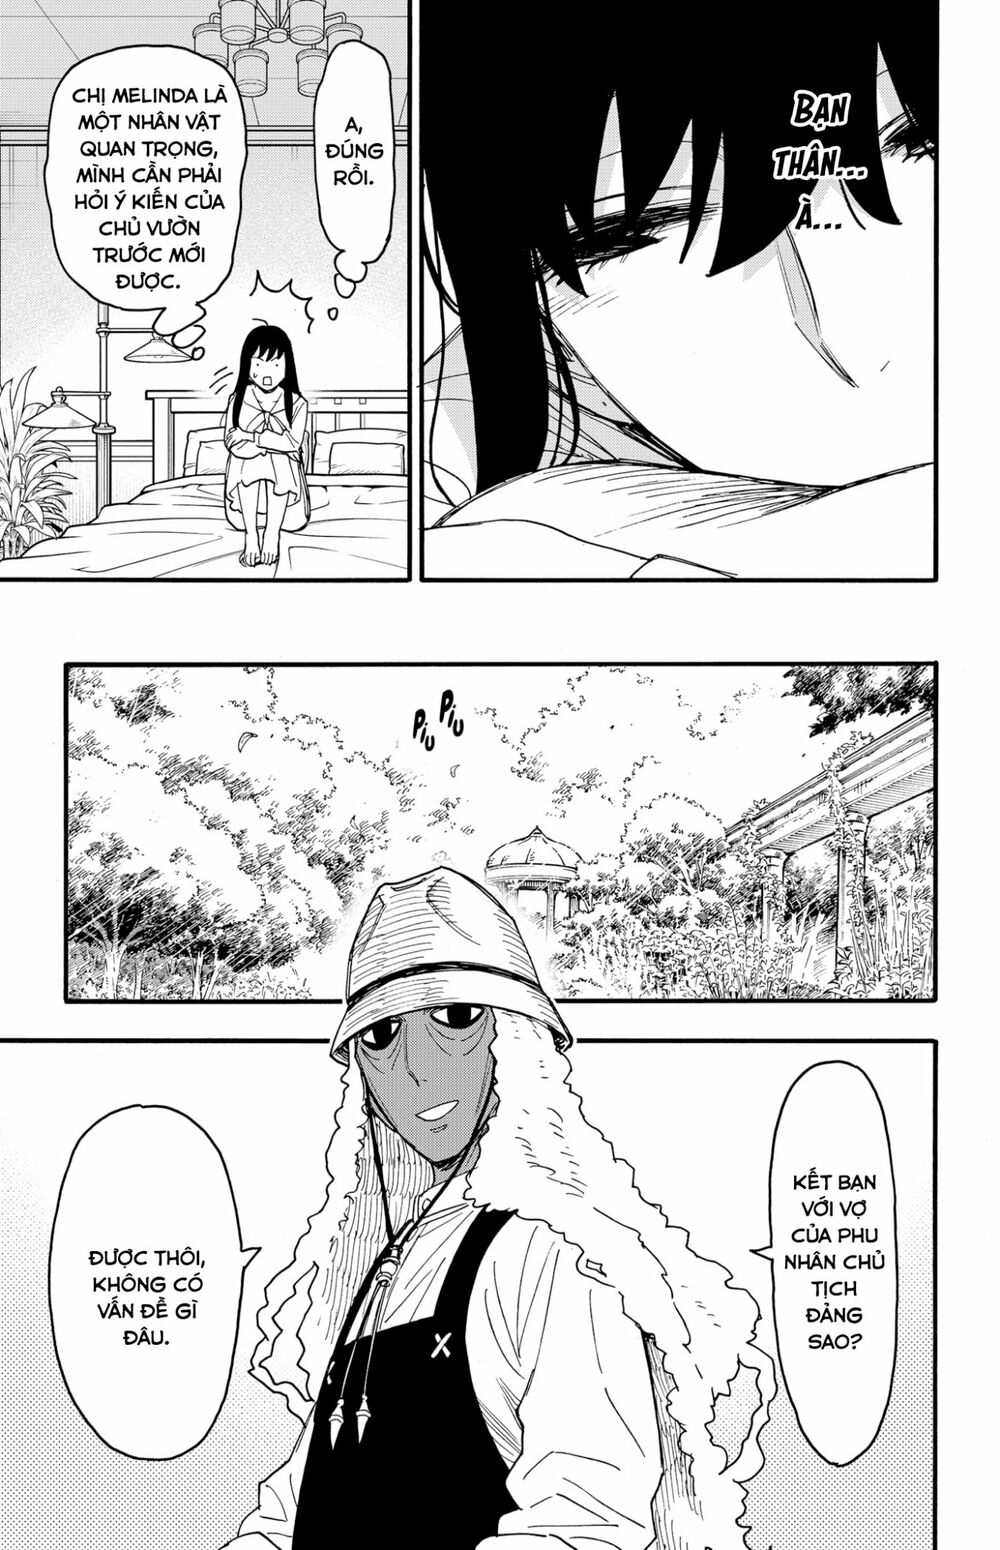 BẠN
THÂN...
À...
A,
ĐÚNG
RỒI.
CHỊ MELINDA LÀ
MỘT NHÂN VẬT
QUAN TRỌNG,
MÌNH CẦN PHẢI
HỎI Ý KIẾN CỦA
CHỦ VƯỜN
TRƯỚC MỚI
ĐƯỢC.
PIU
PIU
KẾT BẠN
VỚI VỢ
CỦA PHU
NHÂN CHỦ
TỊCH
ĐẢNG
SAO?
ĐƯỢC THÔI,
KHÔNG CÓ
VẤN ĐỀ GÌ
ĐÂU.